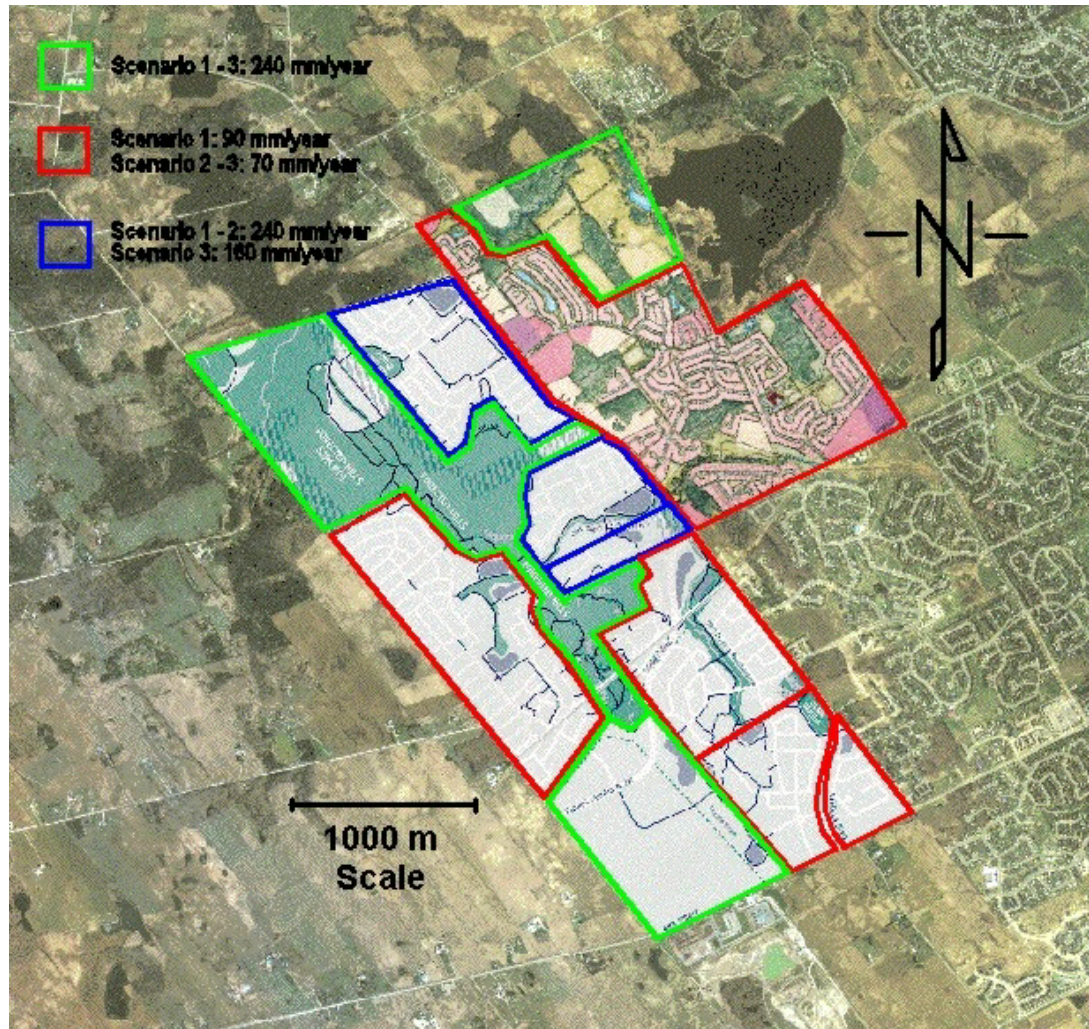 Scenario 1 - 3: 240 mm/year
Scenario 1: 90 mm/year
Scenario 2 - 3: 70 mm/year
Scenario 1 - 2: 240 mm/year
Scenario 3: 160 mm/year
N
1000 m
Scale